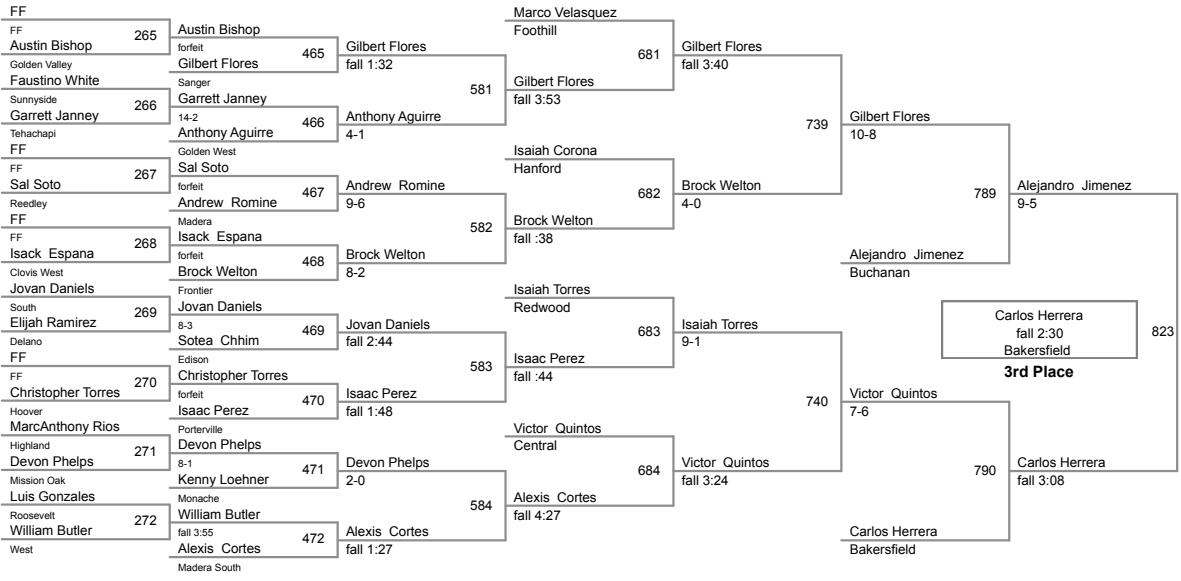 FF
FF
265
Austin Bishop
Golden Valley
Faustino White
Sunnyside
266
Garrett Janney
Tehachapi
FF
FF
267
Sal Soto
Reedley
FF
FF
268
Isack Espana
Clovis West
Jovan Daniels
South
269
Elijah Ramirez
Delano
FF
FF
270
Christopher Torres
Hoover
MarcAnthony Rios
Highland
271
Devon Phelps
Mission Oak
Luis Gonzales
Roosevelt
272
William Butler
West
Austin Bishop
forfeit
465
Gilbert Flores
Sanger
Garrett Janney
14-2
466
Anthony Aguirre
Golden West
Sal Soto
forfeit
467
Andrew Romine
Madera
Isack Espana
forfeit
468
Brock Welton
Frontier
Jovan Daniels
8-3
469
Sotea Chhim
Edison
Christopher Torres
forfeit
470
Isaac Perez
Porterville
Devon Phelps
8-1
471
Kenny Loehner
Monache
William Butler
fall 3:55
472
Alexis Cortes
Madera South
Gilbert Flores
fall 1:32
581
Anthony Aguirre
4-1
Andrew Romine
9-6
582
Brock Welton
8-2
Jovan Daniels
fall 2:44
583
Isaac Perez
fall 1:48
Devon Phelps
2-0
584
Alexis Cortes
fall 1:27
Marco Velasquez
Foothill
681
Gilbert Flores
fall 3:53
Isaiah Corona
Hanford
682
Brock Welton
fall :38
Isaiah Torres
Redwood
683
Isaac Perez
fall :44
Victor Quintos
Central
684
Alexis Cortes
fall 4:27
Gilbert Flores
fall 3:40
739
Brock Welton
4-0
Isaiah Torres
9-1
740
Victor Quintos
fall 3:24
Gilbert Flores
10-8
789
Alejandro Jimenez
Buchanan
Victor Quintos
7-6
790
Carlos Herrera
Bakersfield
Alejandro Jimenez
9-5
823
Carlos Herrera
fall 3:08
Carlos Herrera
fall 2:30
Bakersfield
3rd Place